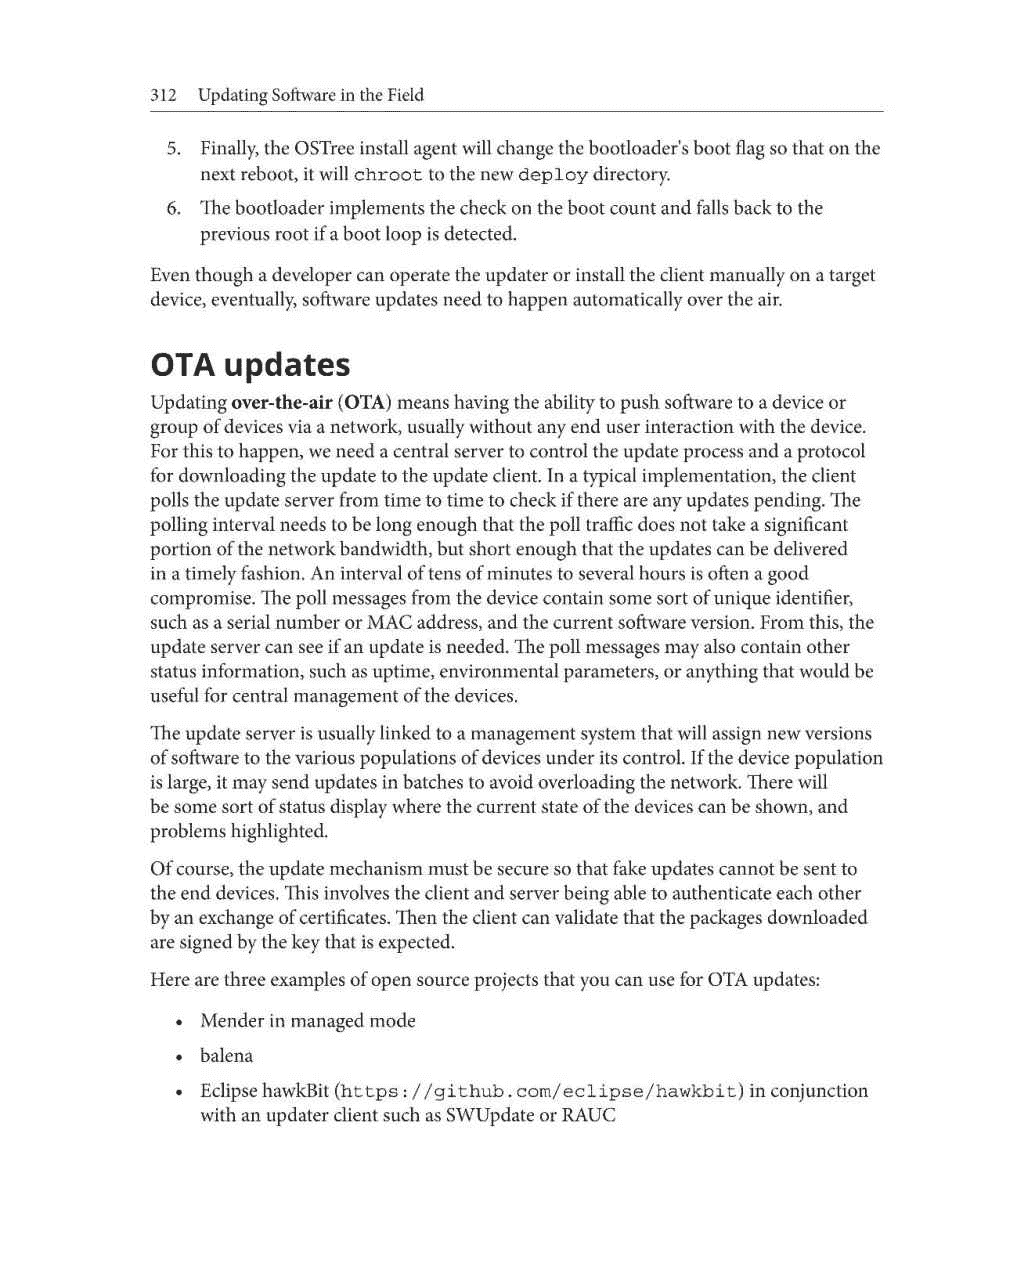 312 Updating Software in the Field
5. Finally, the OSTree install agent will change the bootloader's boot flag so that on the
next reboot, it will chroot to the new deploy directory.
6. The bootloader implements the check on the boot count and falls back to the
previous root if a boot loop is detected.
Even though a developer can operate the updater or install the client manually on a target
device, eventually, software updates need to happen automatically over the air.
OTA updates
Updating over-the-air (OTA) means having the ability to push software to a device or
group of devices via a network, usually without any end user interaction with the device.
For this to happen, we need a central server to control the update process and a protocol
for downloading the update to the update client. In a typical implementation, the client
polls the update server from time to time to check if there are any updates pending. The
polling interval needs to be long enough that the poll traffic does not take a significant
portion of the network bandwidth, but short enough that the updates can be delivered
in a timely fashion. An interval of tens of minutes to several hours is often a good
compromise. The poll messages from the device contain some sort of unique identifier,
such as a serial number or MAC address, and the current software version. From this, the
update server can see if an update is needed. The poll messages may also contain other
status information, such as uptime, environmental parameters, or anything that would be
useful for central management of the devices.
The update server is usually linked to a management system that will assign new versions
of software to the various populations of devices under its control. If the device population
is large, it may send updates in batches to avoid overloading the network. There will
be some sort of status display where the current state of the devices can be shown, and
problems highlighted.
Of course, the update mechanism must be secure so that fake updates cannot be sent to
the end devices. This involves the client and server being able to authenticate each other
by an exchange of certificates. Then the client can validate that the packages downloaded
are signed by the key that is expected.
Here are three examples of open source projects that you can use for OTA updates:
• Mender in managed mode
• balena
• Eclipse hawkBit (https://github.com/eclipse/hawkbit) in conjunction
with an updater client such as SWUpdate or RAUC